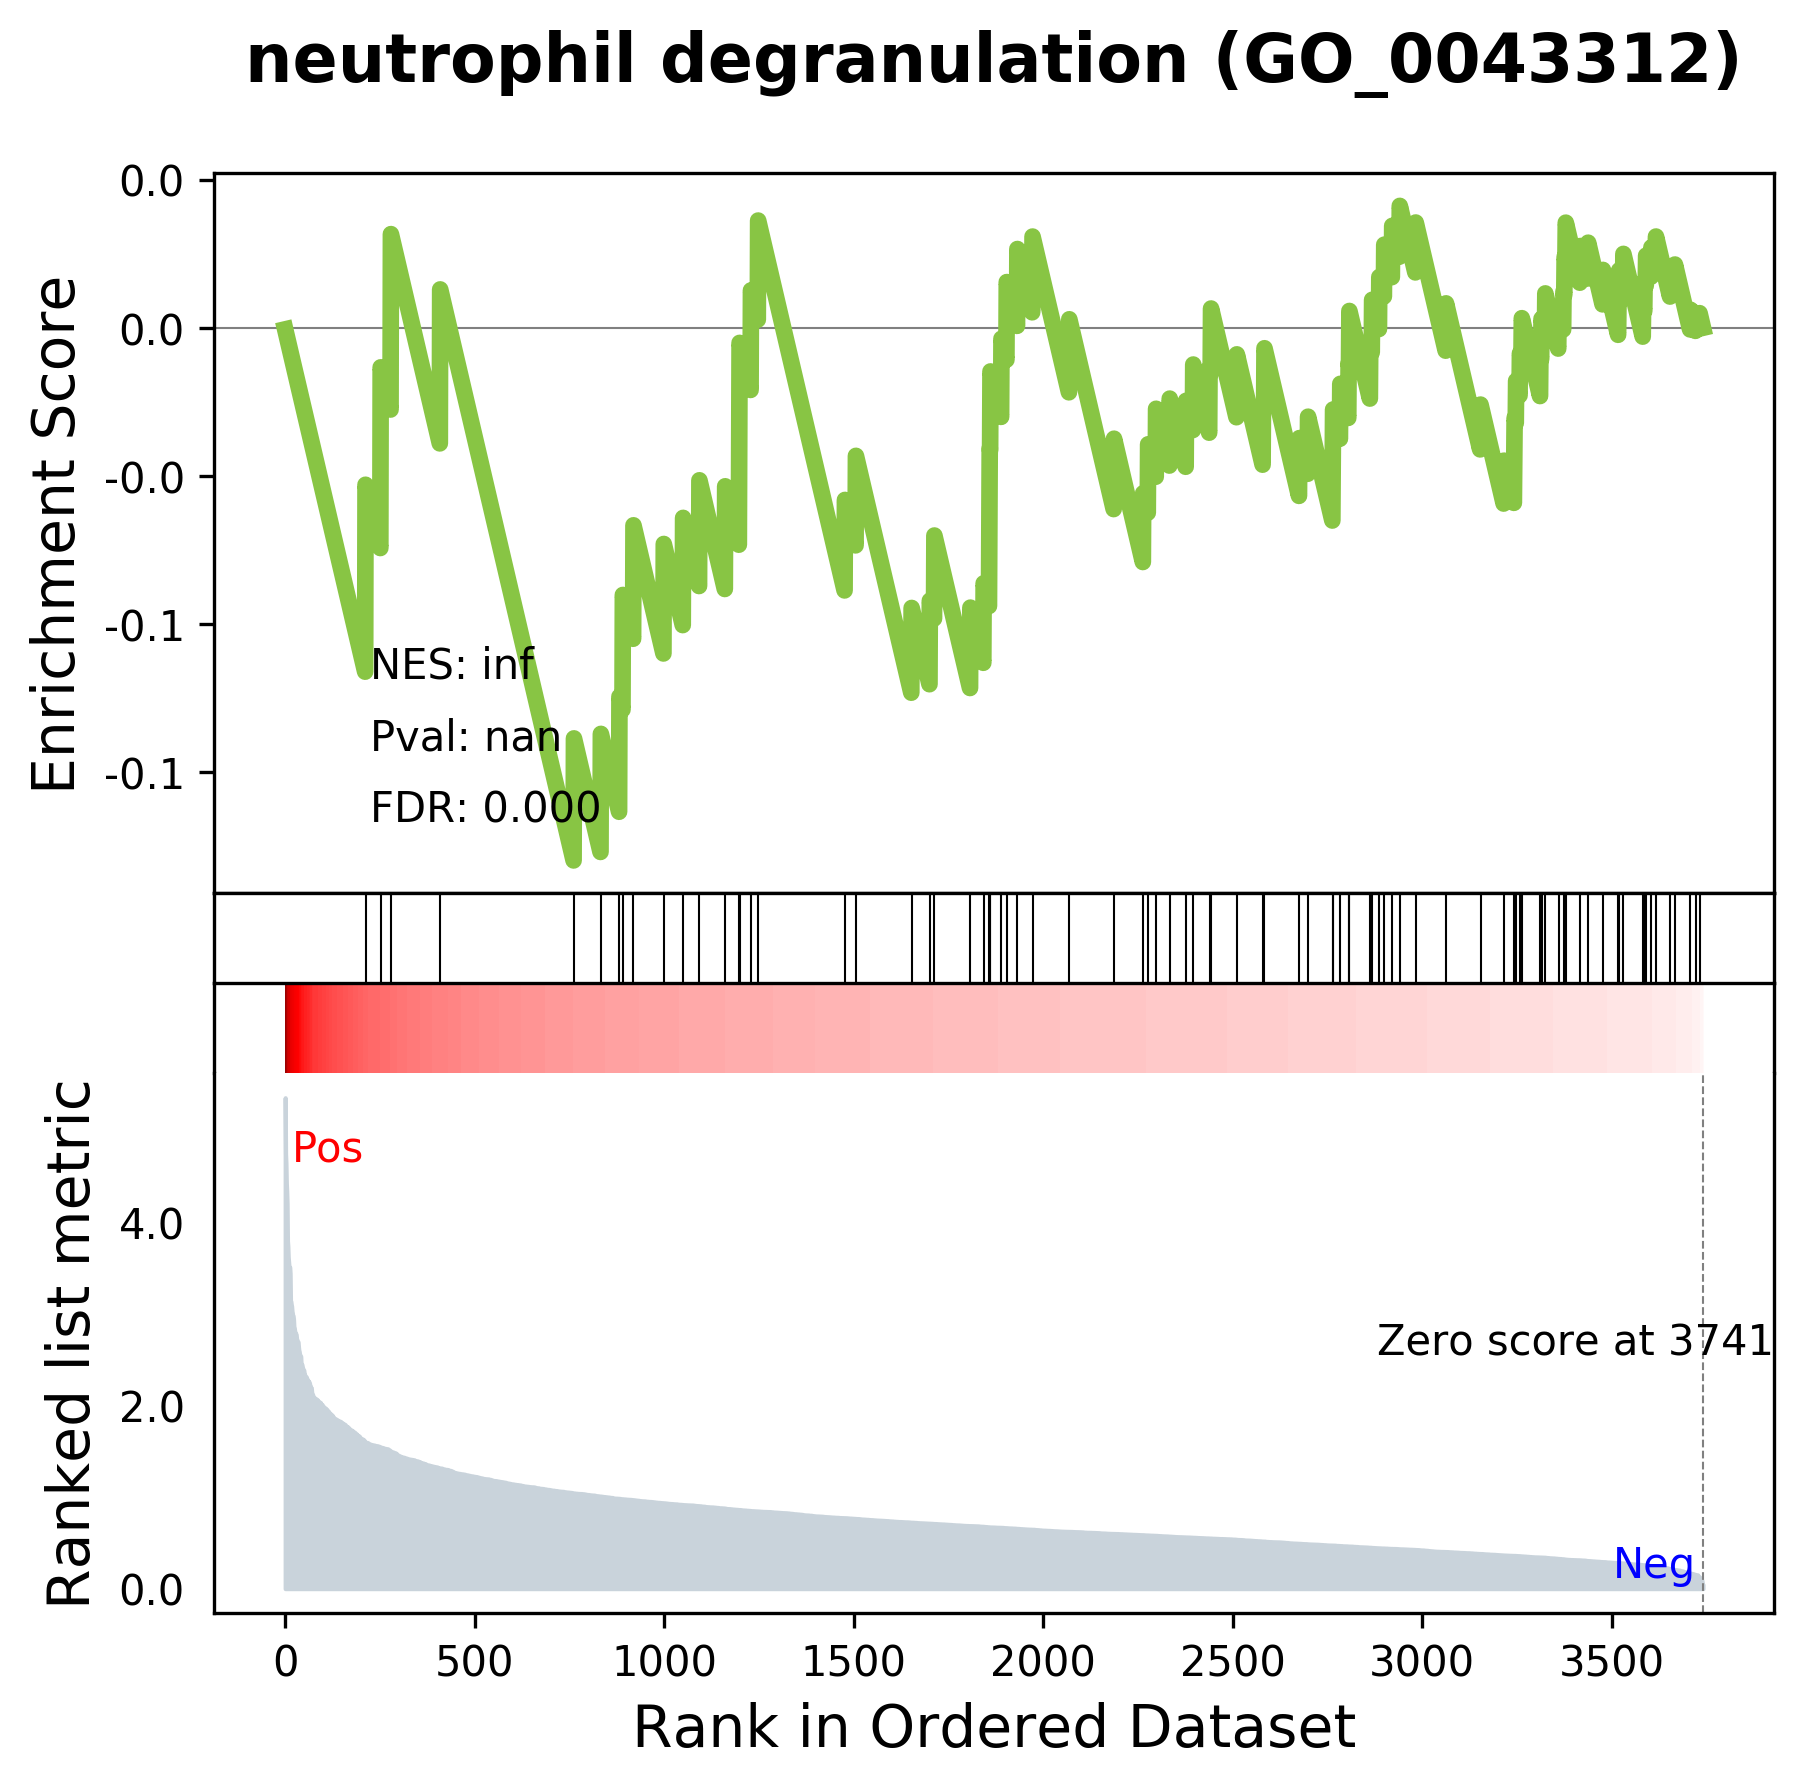 neutrophil degranulation (GO_0043312)
Enrichment Score
0.0
0.0
-0.0
-0.1
-0.1
NES: inf
Pval: nan
FDR: 0.000
Ranked list metric
Pos
4.0
2.0
0.0
Zero score at 3741
Neg
0 500 1000 1500 2000 2500 3000 3500
Rank in Ordered Dataset